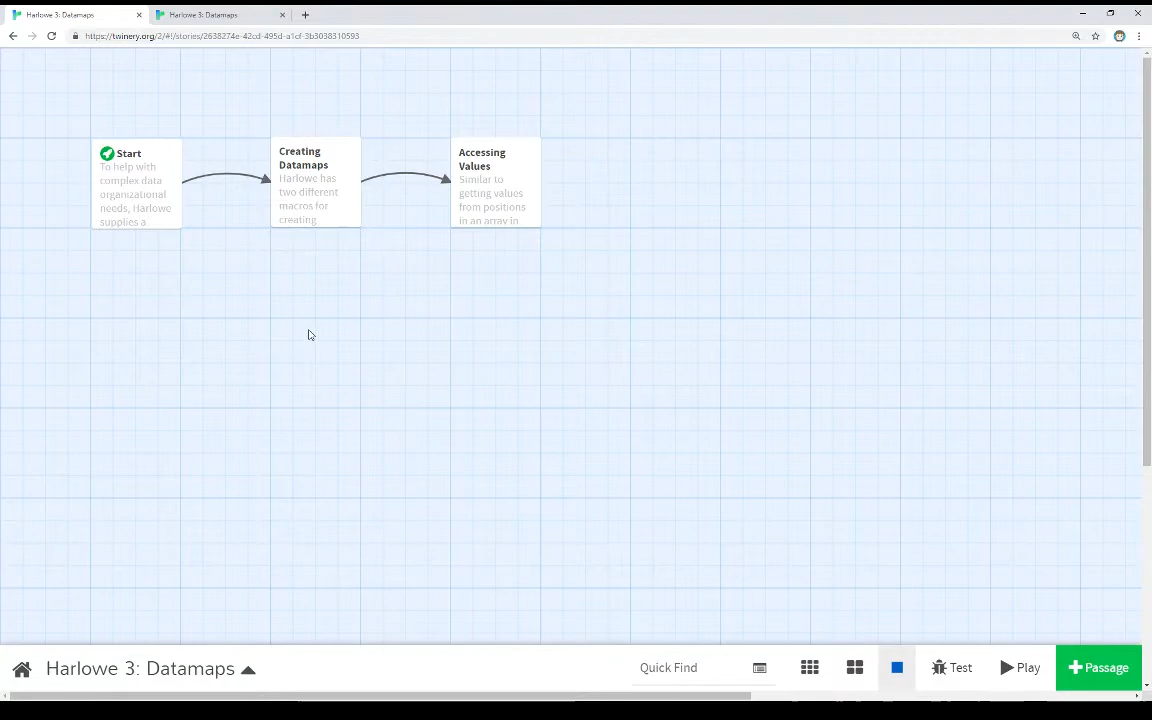 Harlowe 3: Datamaps
Harlowe 3: Datamaps
https://twinery.org/2/#!/stories/2638274e-42cd-495d-a1cf-3b3038310593
Start
To help with
complex data
organizational
needs, Harlowe
supplies a
Creating
Datamaps
Harlowe has
two different
macros for
creating
Accessing
Values
Similar to
getting values
from positions
in an array in
Harlowe 3: Datamaps
Quick Find
Test
Play
Passage